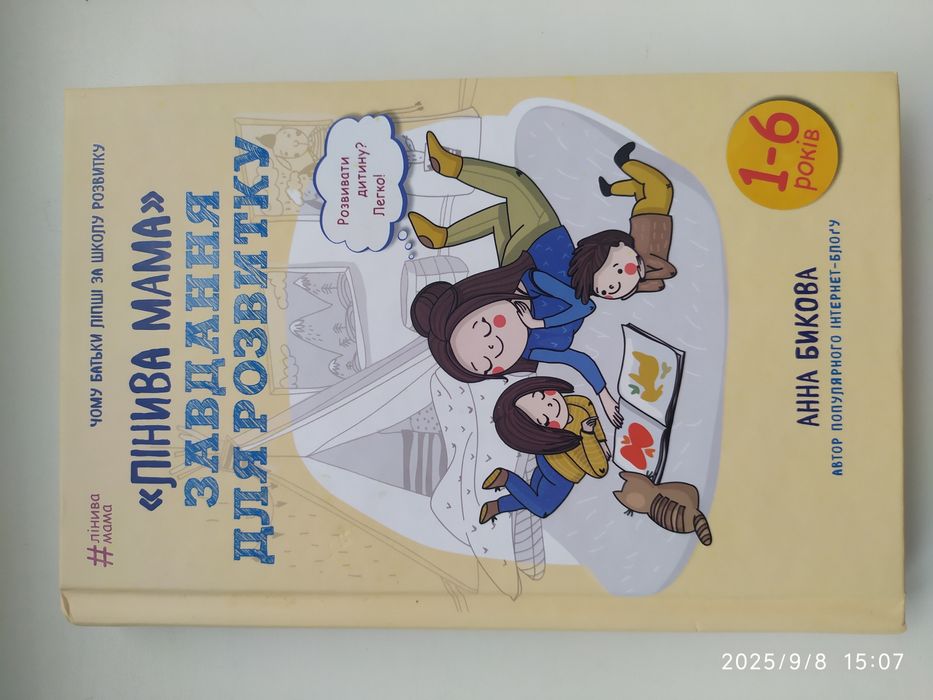 #лінива
мама
ЧОМУ БАТЬКИ ЛІПШІ ЗА ШКОЛУ РОЗВИТКУ
«ЛІНИВА МАМА»
ЗАВДАННЯ
ДЛЯ РОЗВИТКУ
Розвивати
дитину?
Легко!
1-6
років
АННА БИКОВА
АВТОР ПОПУЛЯРНОГО ІНТЕРНЕТ-БЛОҐУ
2025/9/8 15:07